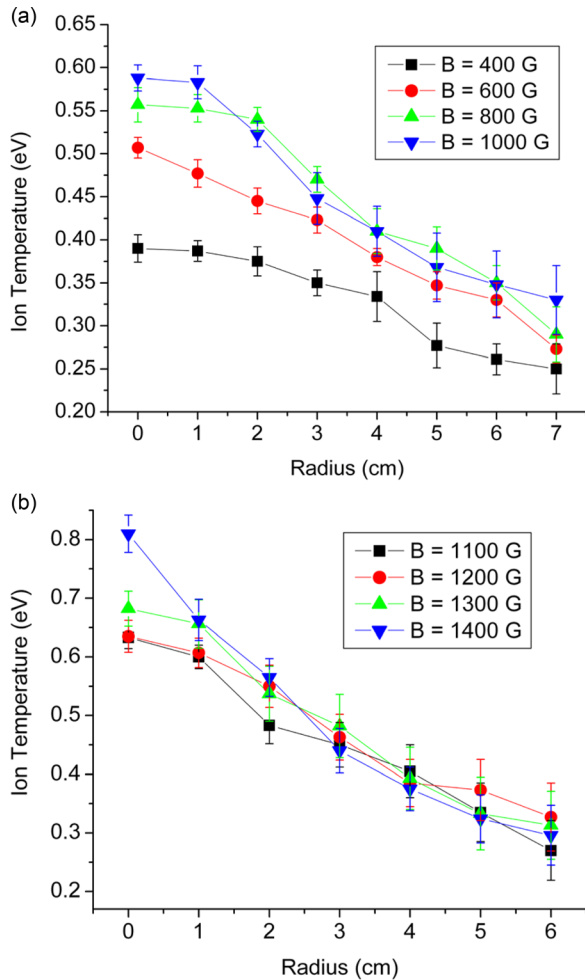 (a)
0.65
0.60
0.55
0.50
0.45
0.40
0.35
0.30
0.25
0.20
Ion Temperature (eV)
B = 400 G
B = 600 G
B = 800 G
B = 1000 G
0 1 2 3 4 5 6 7
Radius (cm)
(b)
0.8
0.7
0.6
0.5
0.4
0.3
0.2
Ion Temperature (eV)
B = 1100 G
B = 1200 G
B = 1300 G
B = 1400 G
0 1 2 3 4 5 6
Radius (cm)